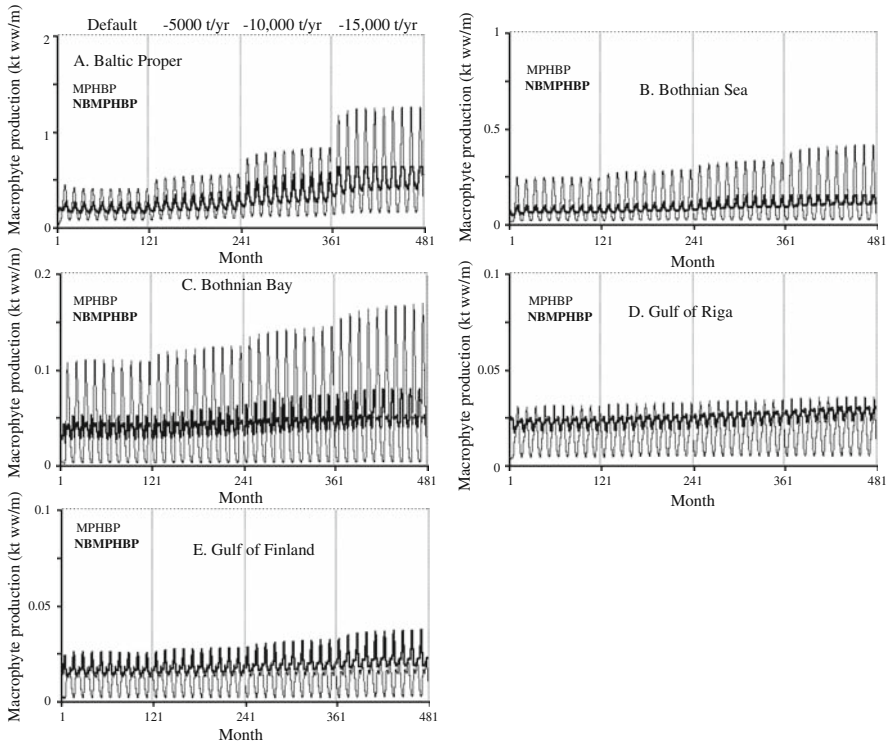 Default -5000 t/yr -10,000 t/yr -15,000 t/yr
Macrophyte production (kt ww/m)
2
1
0
A. Baltic Proper
MPHBP
NBMPHBP
1 121 241 361 481
Month
Macrophyte production (kt ww/m)
1
0.5
0
B. Bothnian Sea
MPHBP
NBMPHBP
1 121 241 361 481
Month
Macrophyte production (kt ww/m)
0.2
0.1
0
C. Bothnian Bay
MPHBP
NBMPHBP
1 121 241 361 481
Month
Macrophyte production (kt ww/m)
0.1
0.05
0
D. Gulf of Riga
MPHBP
NBMPHBP
1 121 241 361 481
Month
Macrophyte production (kt ww/m)
0.1
0.05
0
E. Gulf of Finland
MPHBP
NBMPHBP
1 121 241 361 481
Month